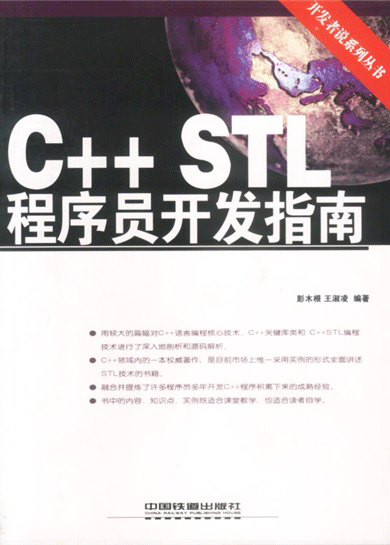 开发者说系列丛书
C++ STL
程序员开发指南
彭木根 王淑凌 编著
● 用较大的篇幅对C++语言编程核心技术、C++关键库类和 C++STL编程
技术进行了深入地剖析和源码解析。
● C++领域内的一本权威著作，是目前市场上惟一采用实例的形式全面讲述
STL技术的书籍。
● 融合并提炼了许多程序员多年开发C++程序积累下来的成熟经验。
● 书中的内容、知识点、实例既适合课堂教学，也适合读者自学。
中国铁道出版社
CHINA RAILWAY PUBLISHING HOUSE